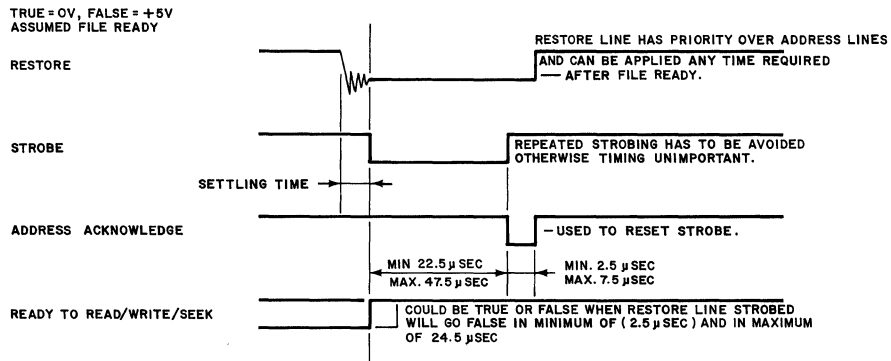 TRUE = 0V, FALSE = +5V
ASSUMED FILE READY
RESTORE LINE HAS PRIORITY OVER ADDRESS LINES
RESTORE
AND CAN BE APPLIED ANY TIME REQUIRED
— AFTER FILE READY.
STROBE
REPEATED STROBING HAS TO BE AVOIDED
OTHERWISE TIMING UNIMPORTANT.
SETTLING TIME
ADDRESS ACKNOWLEDGE
— USED TO RESET STROBE.
MIN 22.5 µ SEC
MAX. 47.5 µ SEC
MIN. 2.5 µ SEC
MAX. 7.5 µ SEC
READY TO READ/WRITE/SEEK
COULD BE TRUE OR FALSE WHEN RESTORE LINE STROBED
WILL GO FALSE IN MINIMUM OF (2.5 µ SEC) AND IN MAXIMUM
OF 24.5 µ SEC